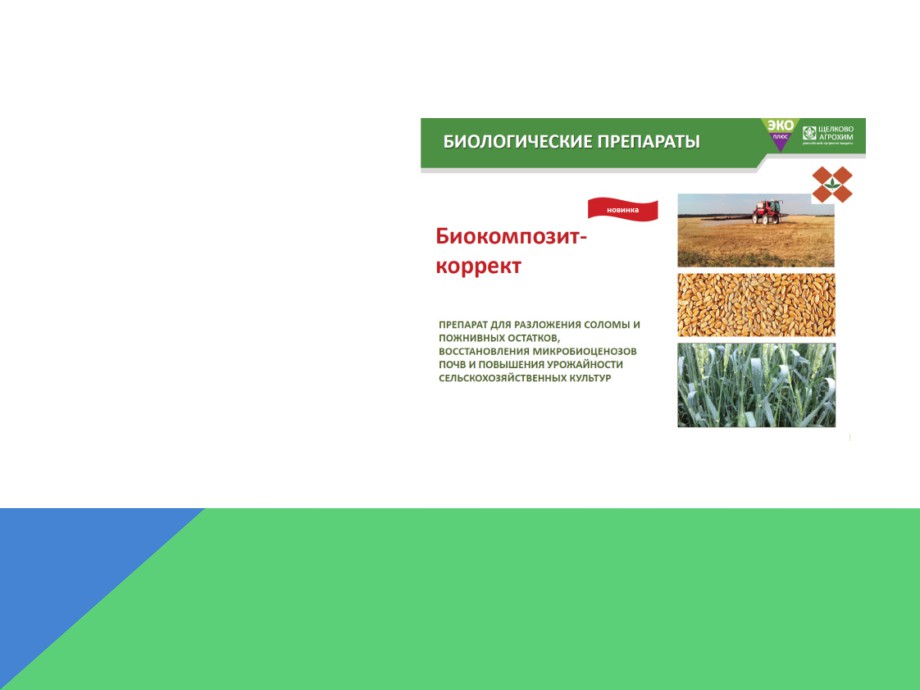 БИОЛОГИЧЕСКИЕ ПРЕПАРАТЫ
ЭКО
ПЛЮС
ЩЕЛКОВО
АГРОХИМ
новинка
Биокомпозит-
коррект
ПРЕПАРАТ ДЛЯ РАЗЛОЖЕНИЯ СОЛОМЫ И
ПОЖНИВНЫХ ОСТАТКОВ,
ВОССТАНОВЛЕНИЯ МИКРОБИОЦЕНОЗОВ
ПОЧВ И ПОВЫШЕНИЯ УРОЖАЙНОСТИ
СЕЛЬСКОХОЗЯЙСТВЕННЫХ КУЛЬТУР